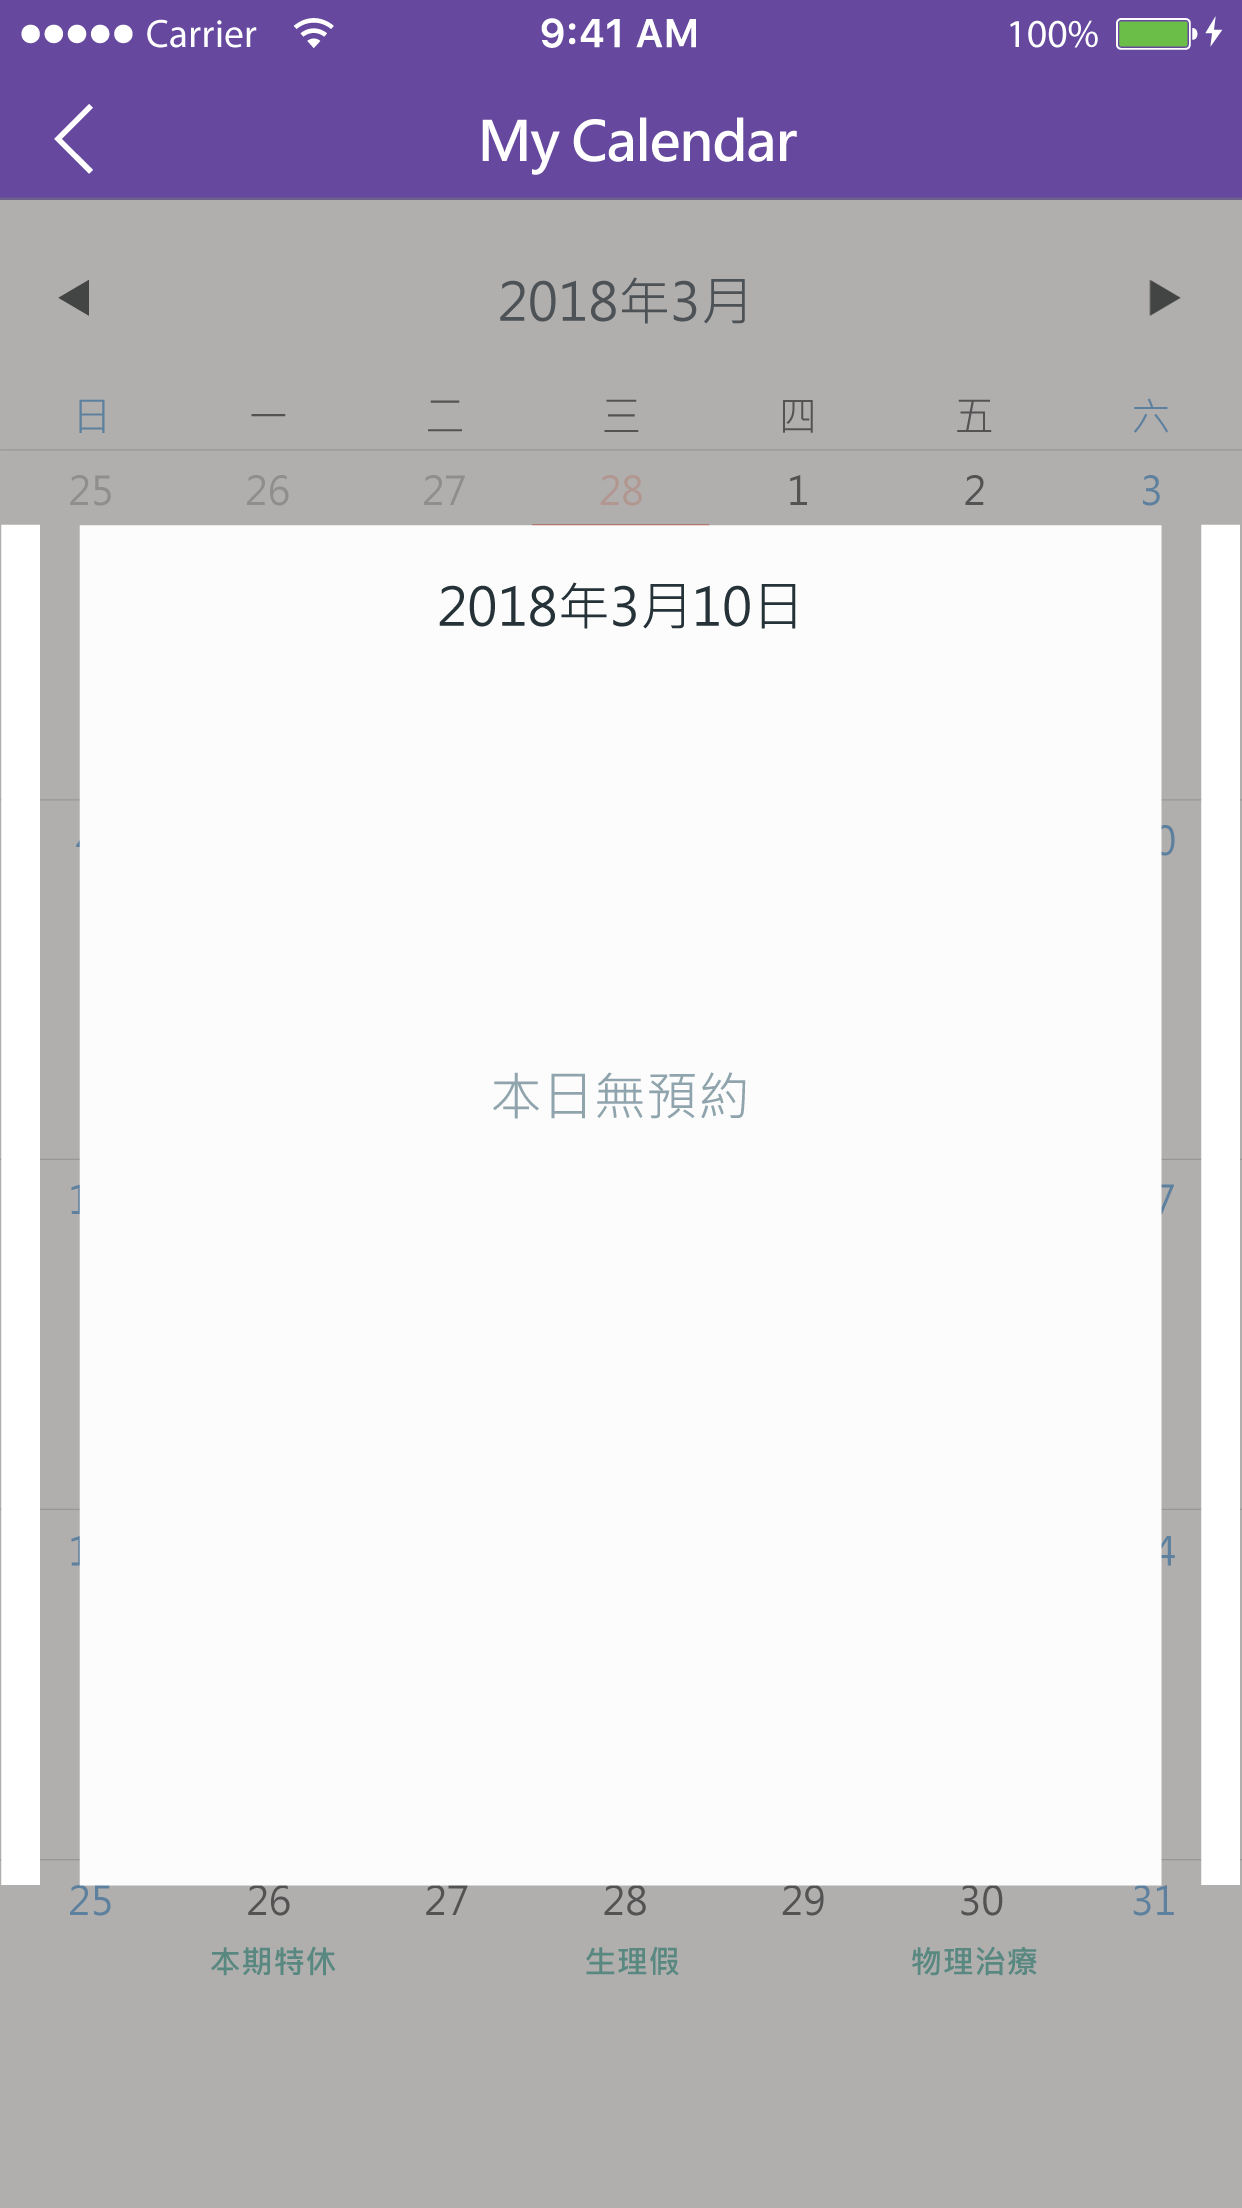 Carrier 9:41 AM 100%
My Calendar
2018年3月
日 一 二 三 四 五 六
25 26 27 28 1 2 3
2018年3月10日
本日無預約
25 26 27 28 29 30 31
本期特休 生理假 物理治療